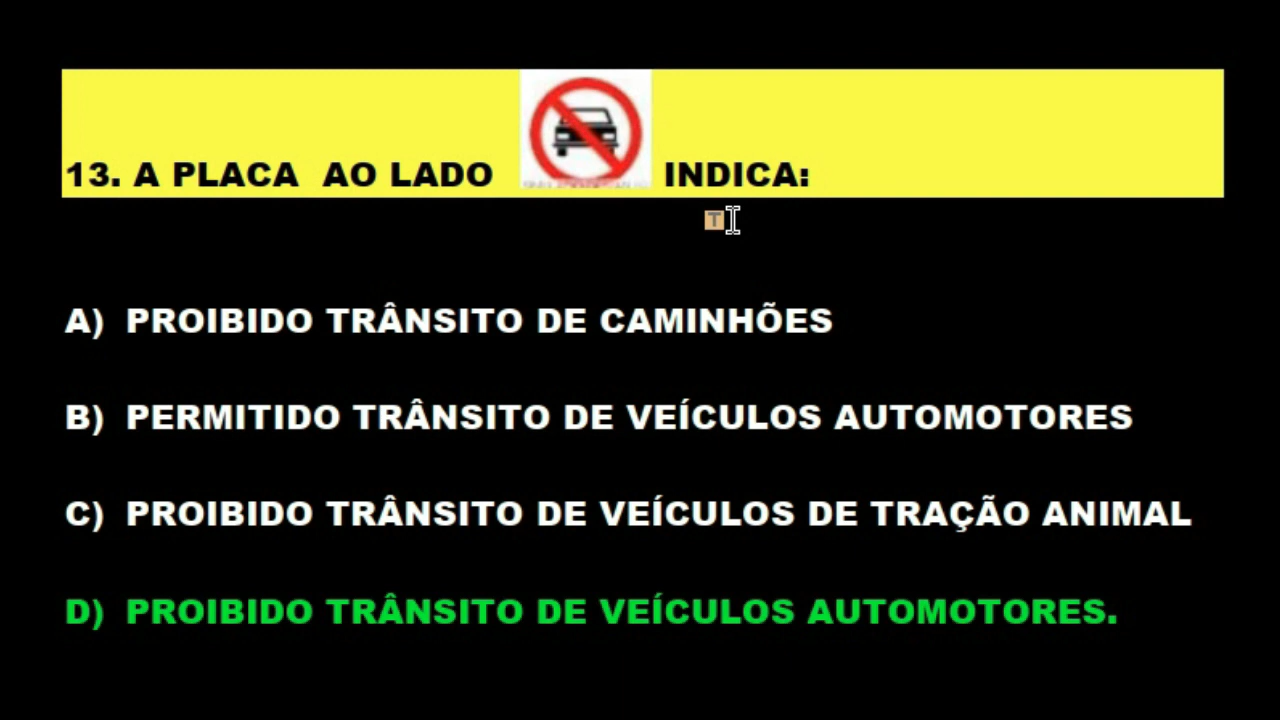 13. A PLACA AO LADO INDICA:
T
A) PROIBIDO TRÂNSITO DE CAMINHÕES
B) PERMITIDO TRÂNSITO DE VEÍCULOS AUTOMOTORES
C) PROIBIDO TRÂNSITO DE VEÍCULOS DE TRAÇÃO ANIMAL
D) PROIBIDO TRÂNSITO DE VEÍCULOS AUTOMOTORES.